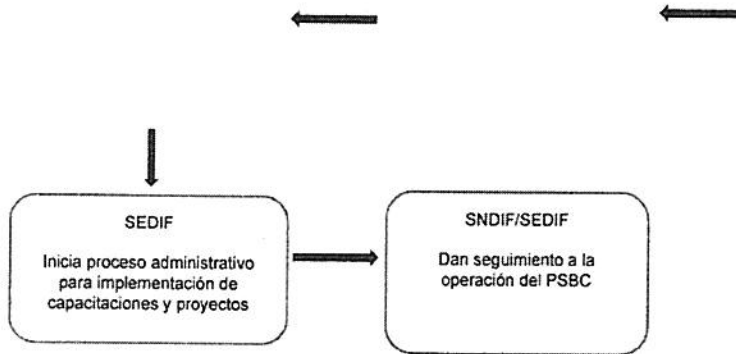 SEDIF
Inicia proceso administrativo
para implementación de
capacitaciones y proyectos
SNDIF/SEDIF
Dan seguimiento a la
operación del PSBC